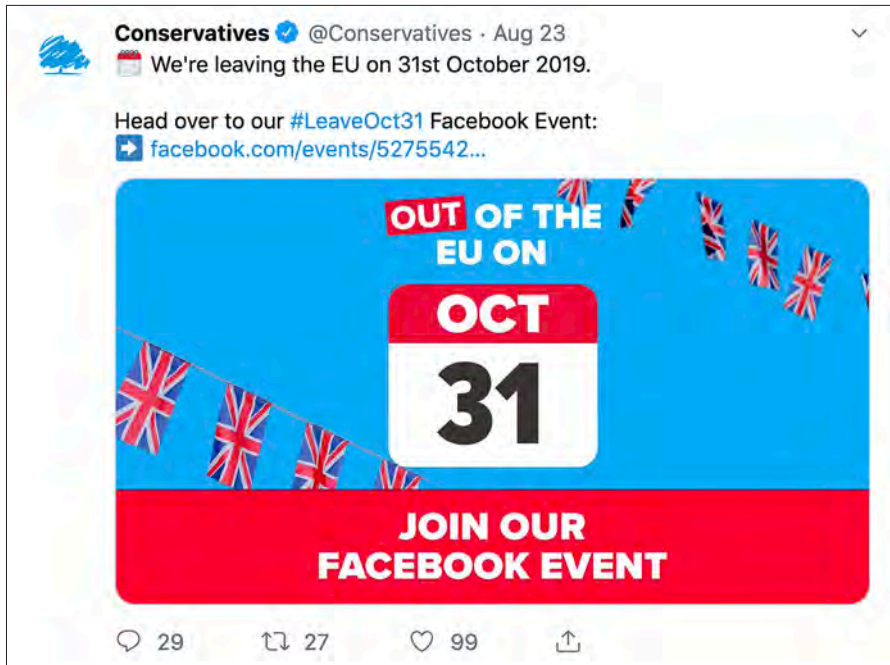 Conservatives @Conservatives · Aug 23
We're leaving the EU on 31st October 2019.
Head over to our #LeaveOct31 Facebook Event:
facebook.com/events/5275542...
OUT OF THE
EU ON
OCT
31
JOIN OUR
FACEBOOK EVENT
29 27 99